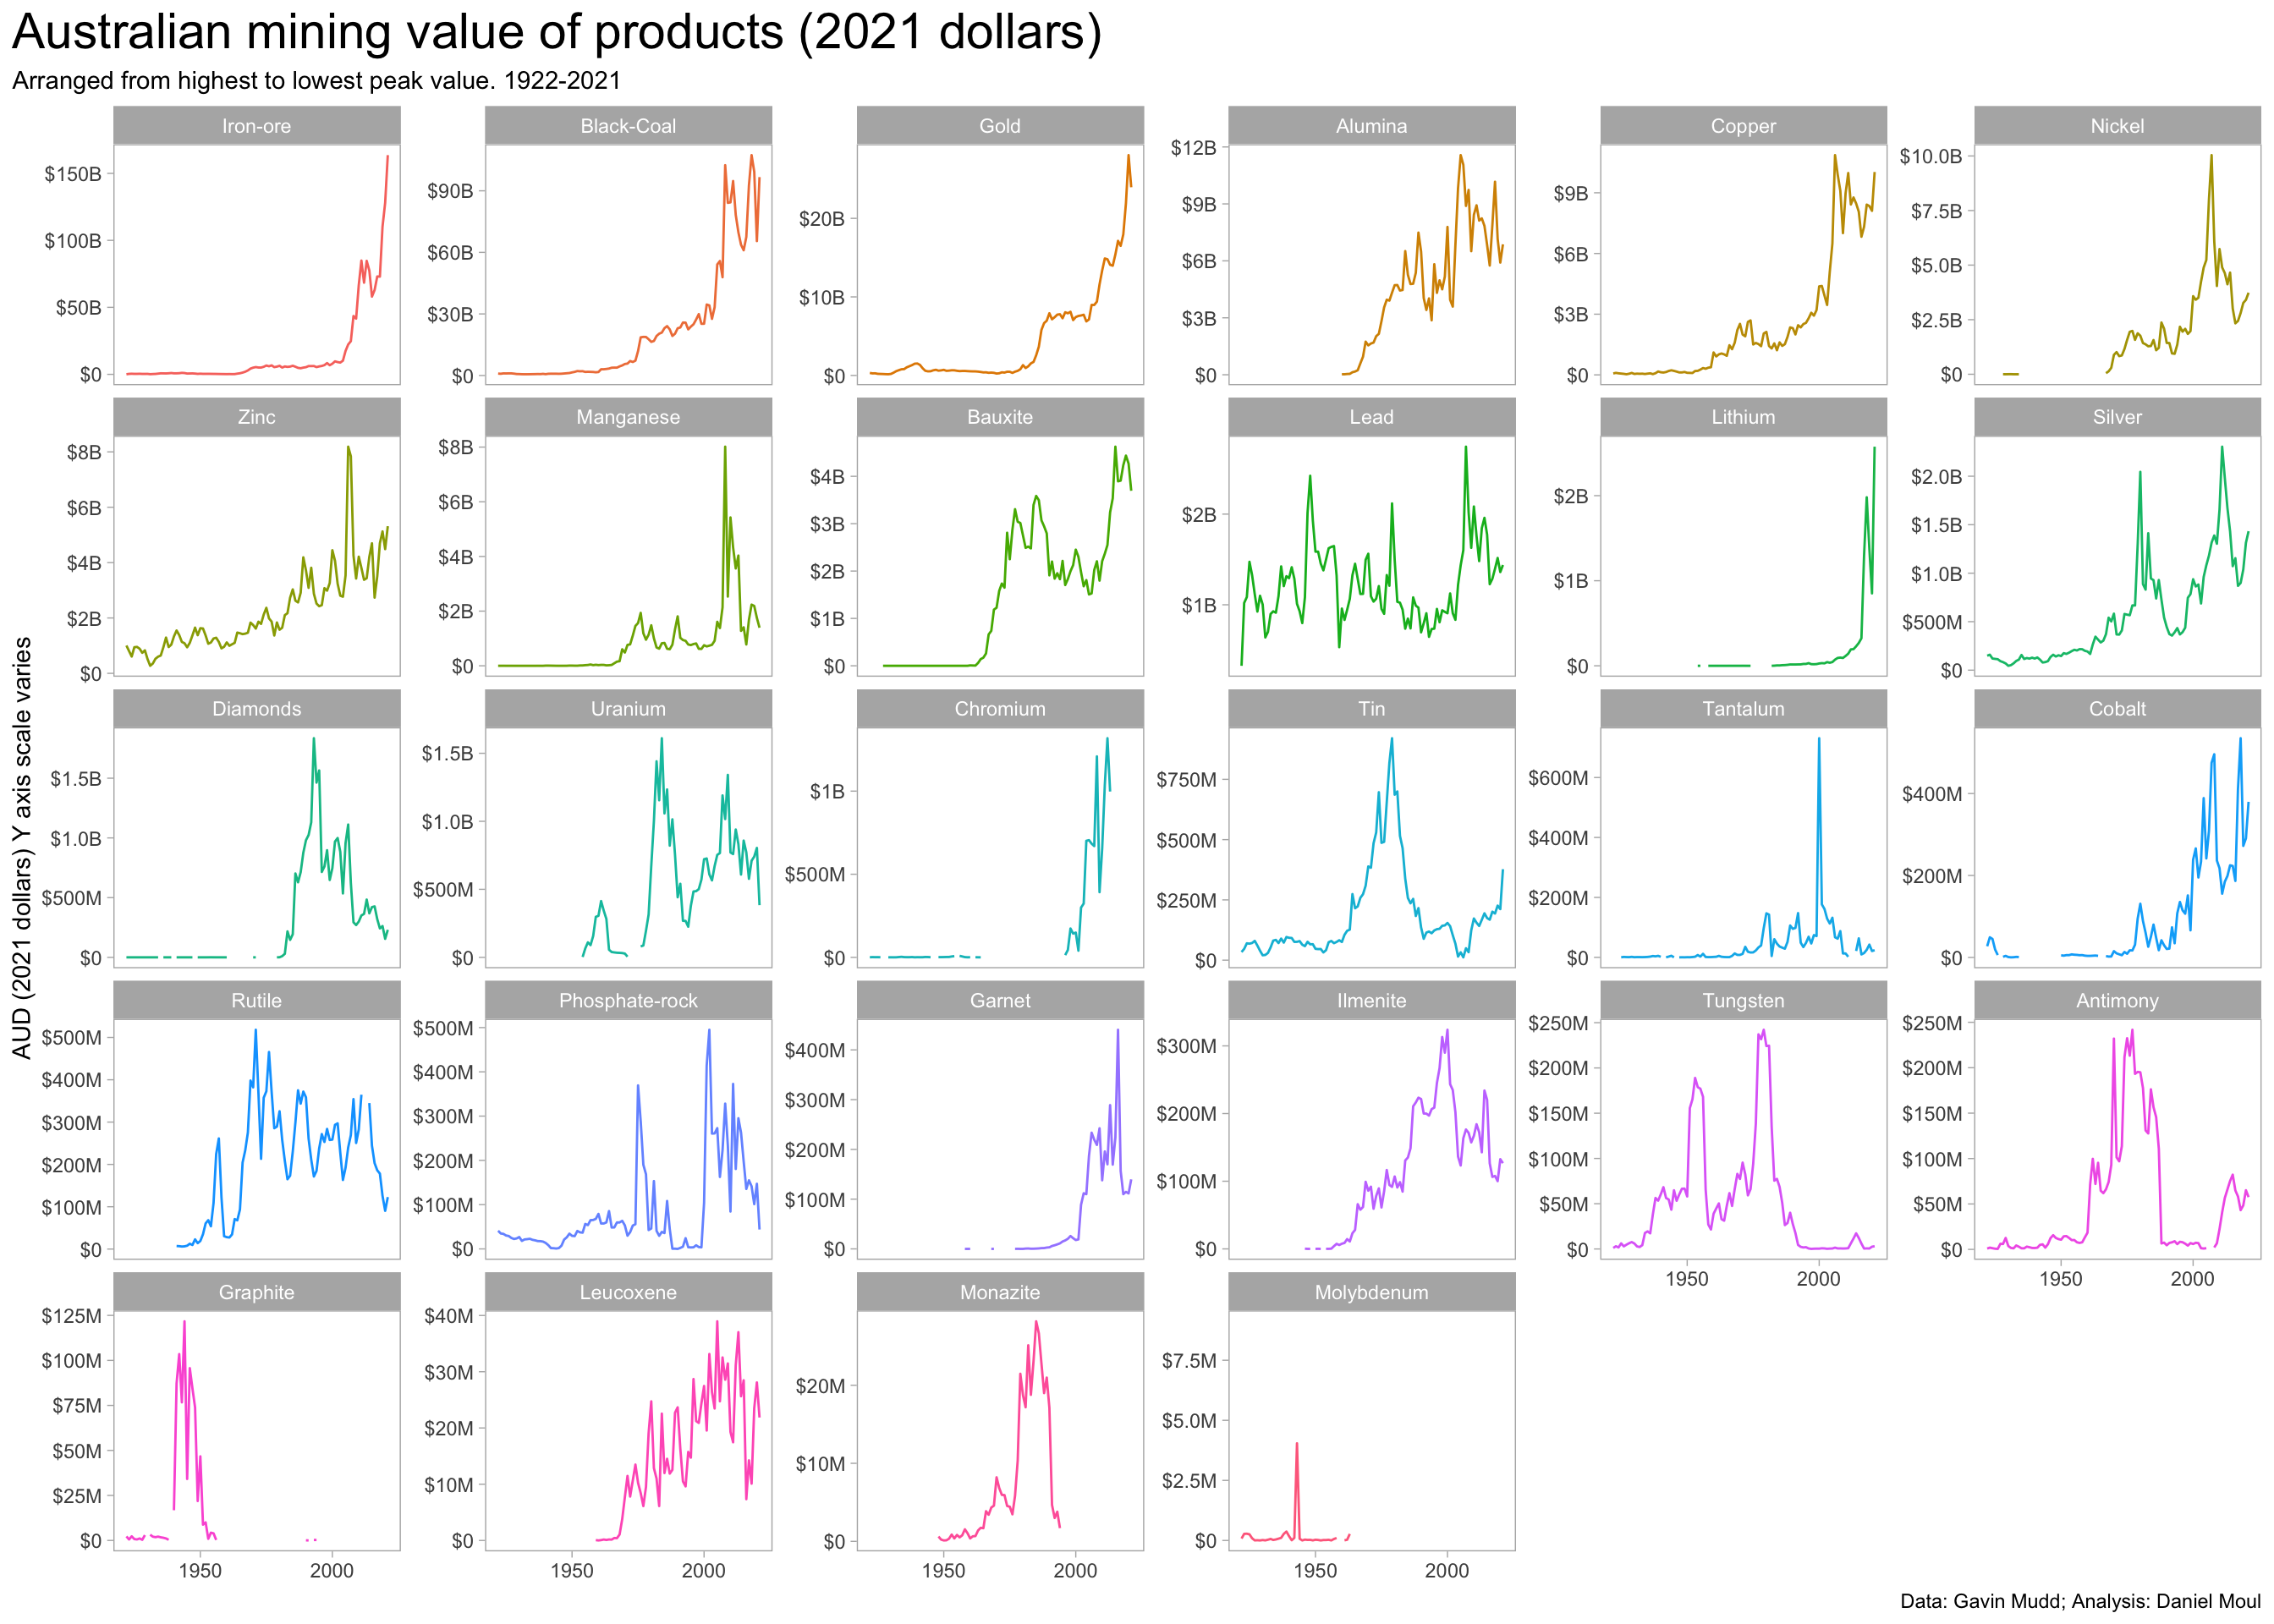 Australian mining value of products (2021 dollars)
Arranged from highest to lowest peak value. 1922-2021
AUD (2021 dollars) Y axis scale varies
Iron-ore
$150B
$100B
$50B
$0
Black-Coal
$90B
$60B
$30B
$0
Gold
$20B
$10B
$0
Alumina
$12B
$9B
$6B
$3B
$0
Copper
$9B
$6B
$3B
$0
Nickel
$10.0B
$7.5B
$5.0B
$2.5B
$0
Zinc
$8B
$6B
$4B
$2B
$0
Manganese
$8B
$6B
$4B
$2B
$0
Bauxite
$4B
$3B
$2B
$1B
$0
Lead
$2B
$1B
Lithium
$2B
$1B
$0
Silver
$2.0B
$1.5B
$1.0B
$500M
$0
Diamonds
$1.5B
$1.0B
$500M
$0
Uranium
$1.5B
$1.0B
$500M
$0
Chromium
$1B
$500M
$0
Tin
$750M
$500M
$250M
$0
Tantalum
$600M
$400M
$200M
$0
Cobalt
$400M
$200M
$0
Rutile
$500M
$400M
$300M
$200M
$100M
$0
Phosphate-rock
$500M
$400M
$300M
$200M
$100M
$0
Garnet
$400M
$300M
$200M
$100M
$0
Ilmenite
$300M
$200M
$100M
$0
Tungsten
$250M
$200M
$150M
$100M
$50M
$0
1950 2000
Antimony
$250M
$200M
$150M
$100M
$50M
$0
1950 2000
Graphite
$125M
$100M
$75M
$50M
$25M
$0
1950 2000
Leucoxene
$40M
$30M
$20M
$10M
$0
1950 2000
Monazite
$20M
$10M
$0
1950 2000
Molybdenum
$7.5M
$5.0M
$2.5M
$0
1950 2000
Data: Gavin Mudd; Analysis: Daniel Moul